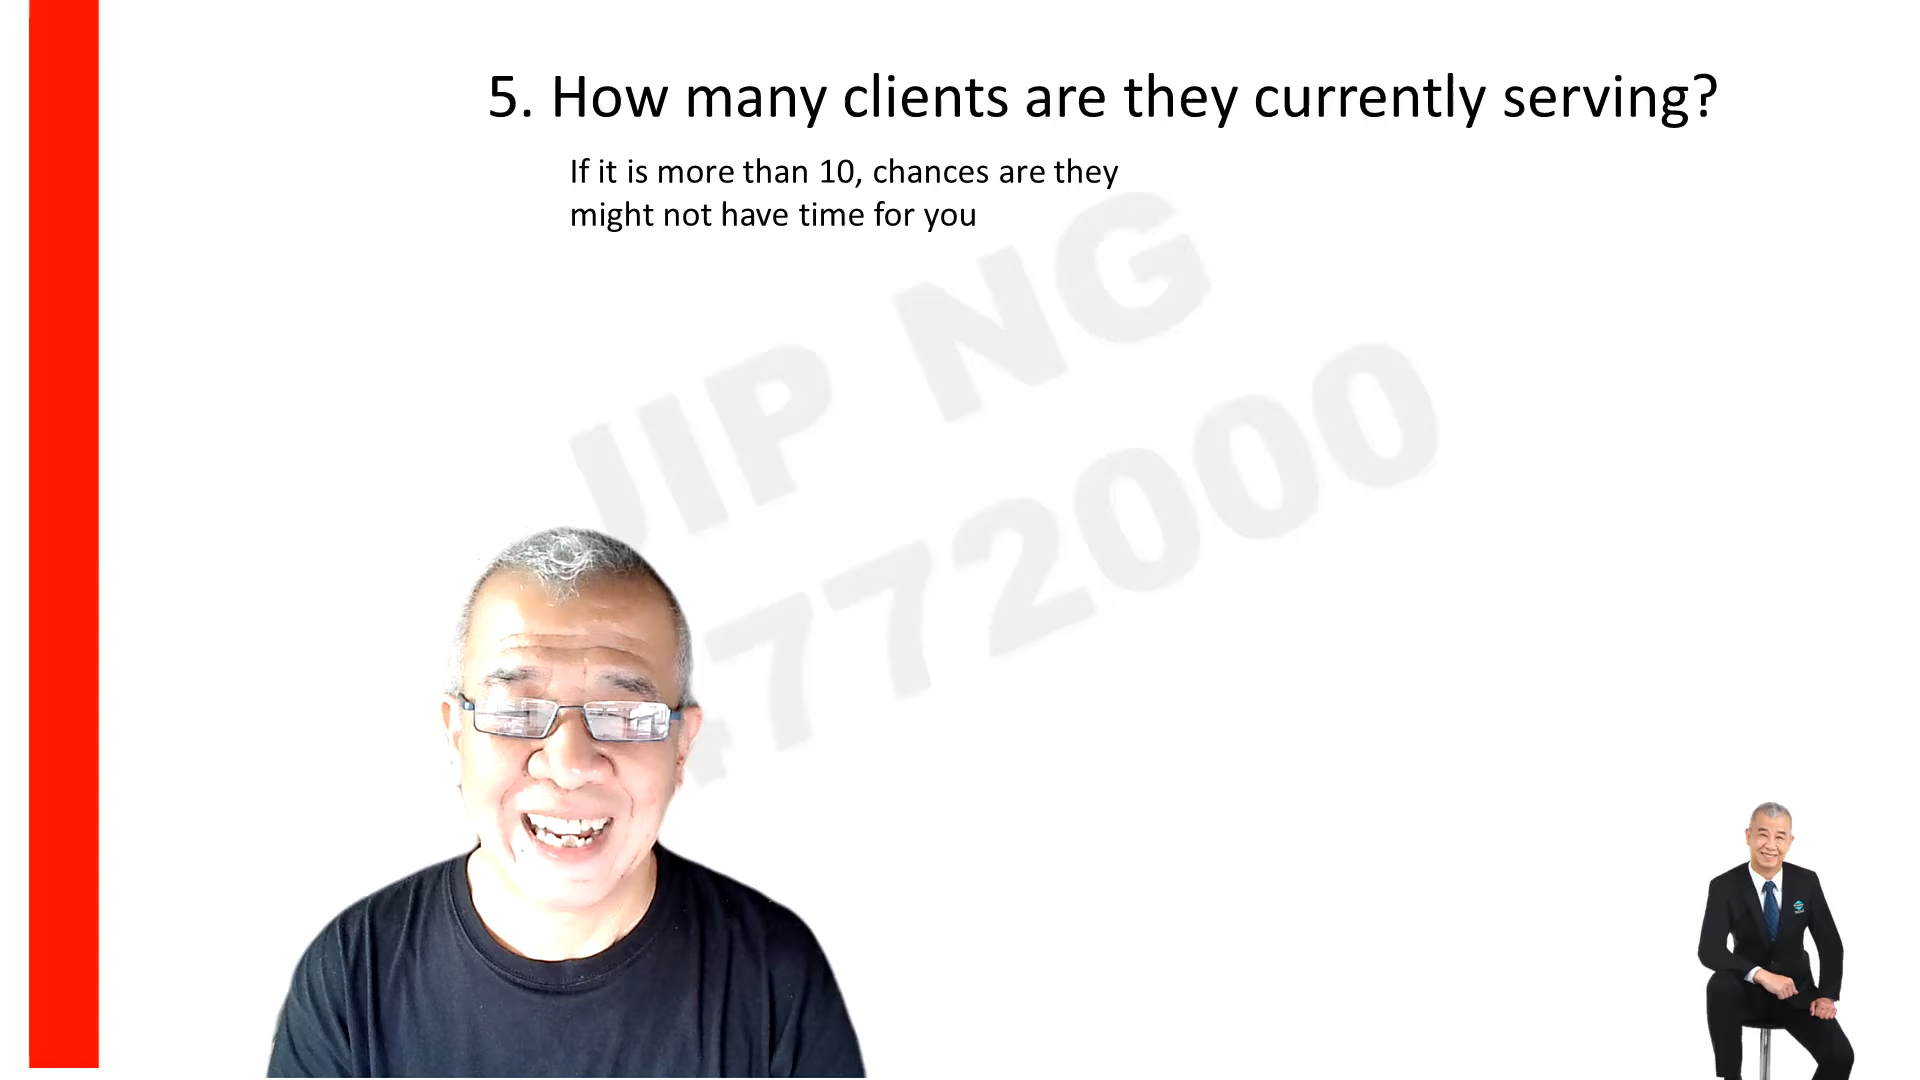 5. How many clients are they currently serving?
If it is more than 10, chances are they
might not have time for you
JIP NG
4772000